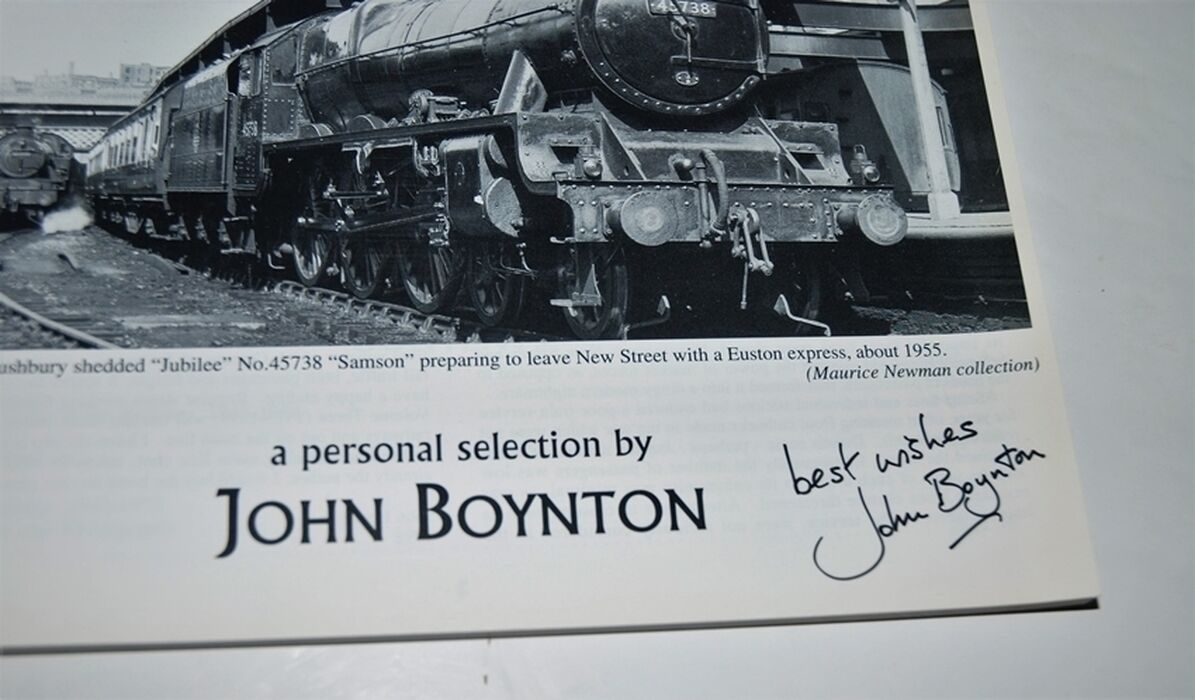 45738
ushbury shedded “Jubilee” No.45738 “Samson” preparing to leave New Street with a Euston express, about 1955.
(Maurice Newman collection)
a personal selection by
JOHN BOYNTON
best wishes
John Boynton